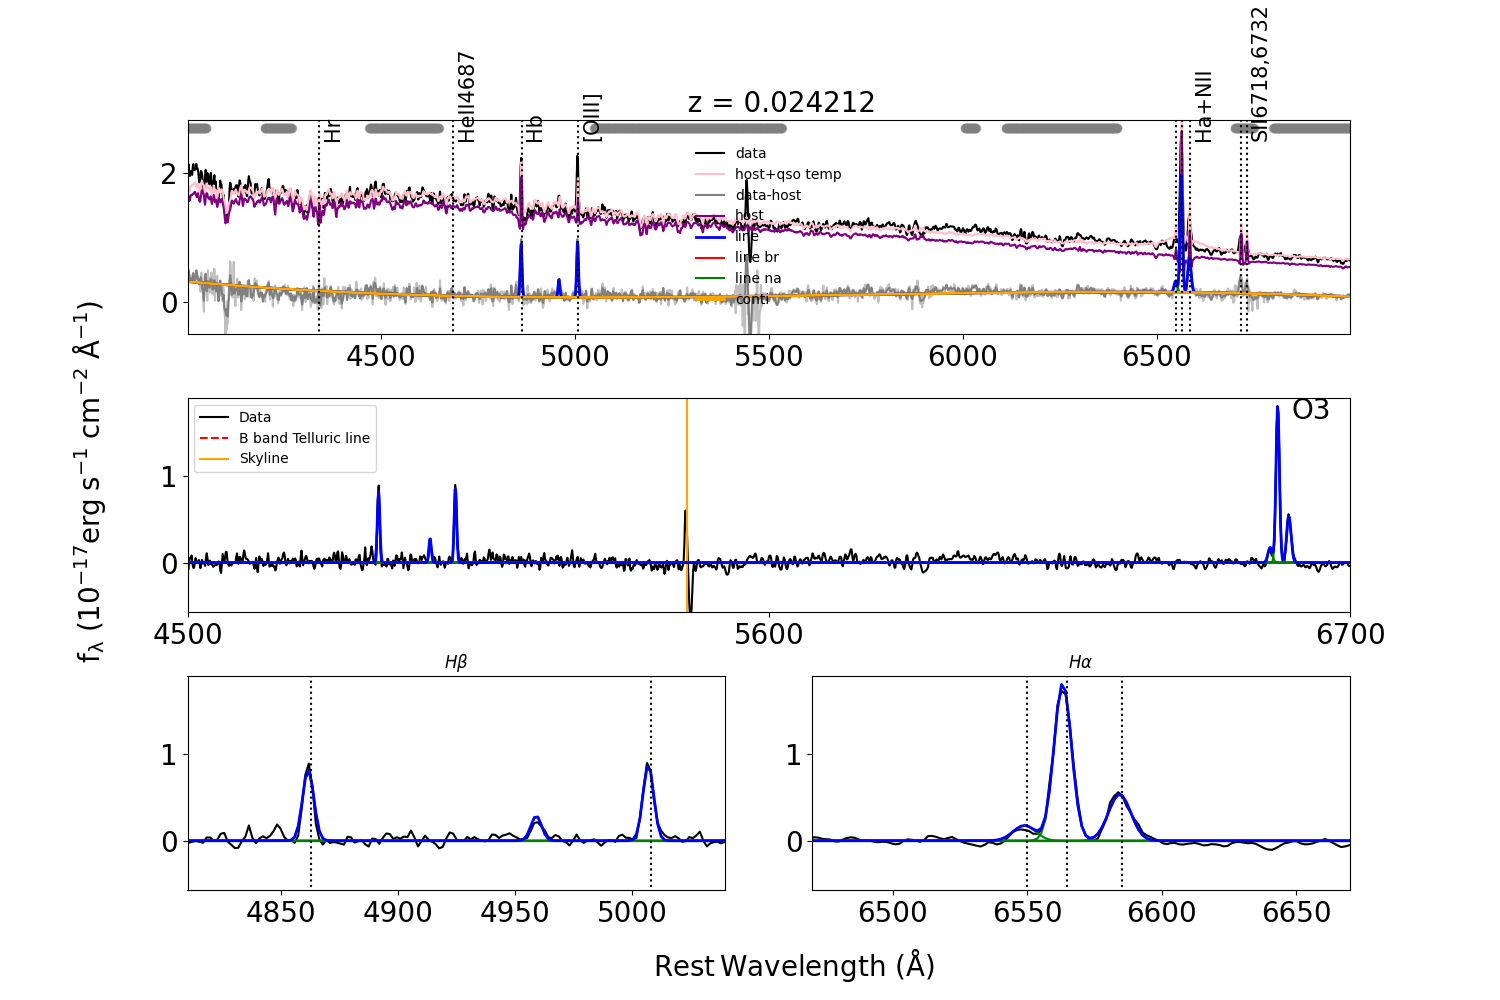 z = 0.024212
Hr
HeII4687
Hb
[OIII]
Ha+NII
SII6718,6732
data
host+qso temp
data-host
host
line
line br
line na
conti
2
0
4500 5000 5500 6000 6500
fλ (10⁻¹⁷erg s⁻¹ cm⁻² Å⁻¹)
Data
B band Telluric line
Skyline
O3
1
0
4500 5600 6700
Hβ
1
0
4850 4900 4950 5000
Hα
1
0
6500 6550 6600 6650
Rest Wavelength (Å)